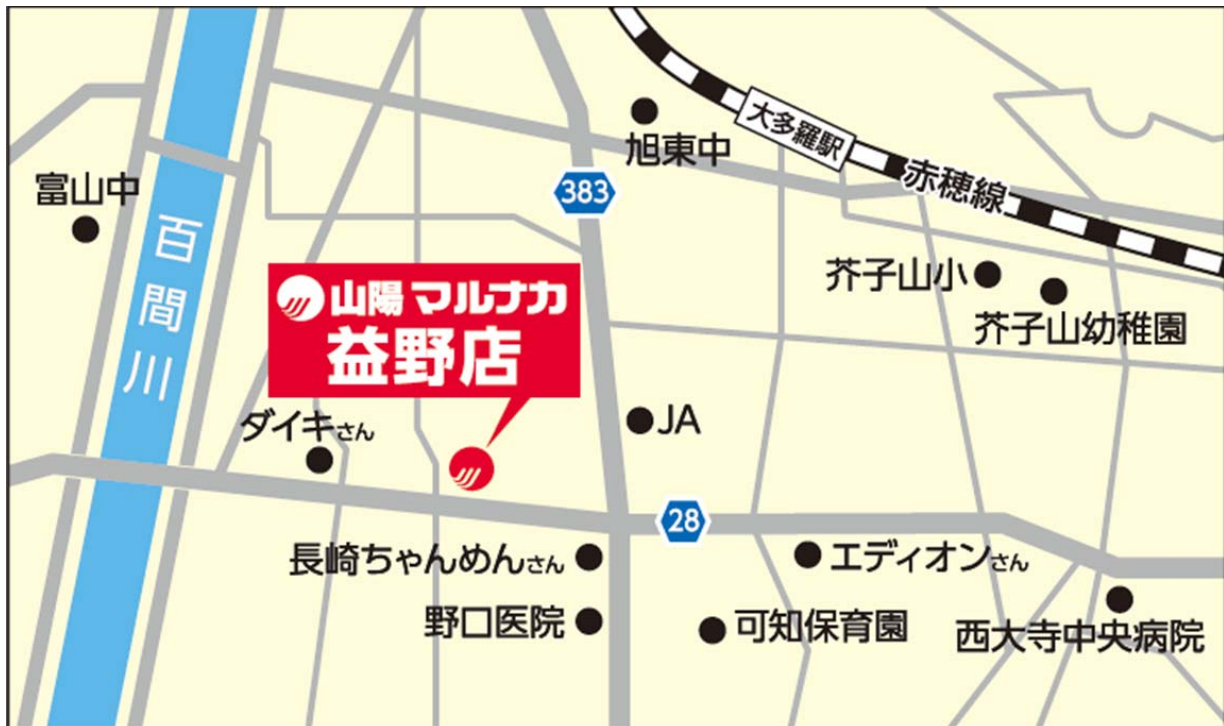 大多羅駅
旭東中
赤穂線
富山中
383
百間川
芥子山小
芥子山幼稚園
山陽 マルナカ
益野店
ダイキさん
JA
28
長崎ちゃんめんさん
エディオンさん
野口医院
可知保育園
西大寺中央病院